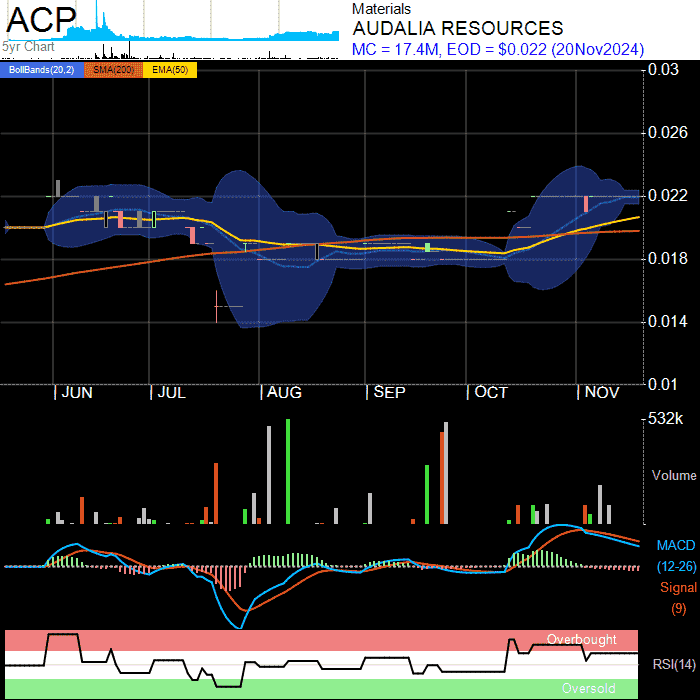 ACP
5yr Chart
Materials
AUDALIA RESOURCES
MC = 17.4M, EOD = $0.022 (20Nov2024)
BollBands(20,2) SMA(200) EMA(50)
0.03
0.026
0.022
0.018
0.014
0.01
JUN JUL AUG SEP OCT NOV
532k
Volume
MACD
(12-26)
Signal
(9)
Overbought
RSI(14)
Oversold